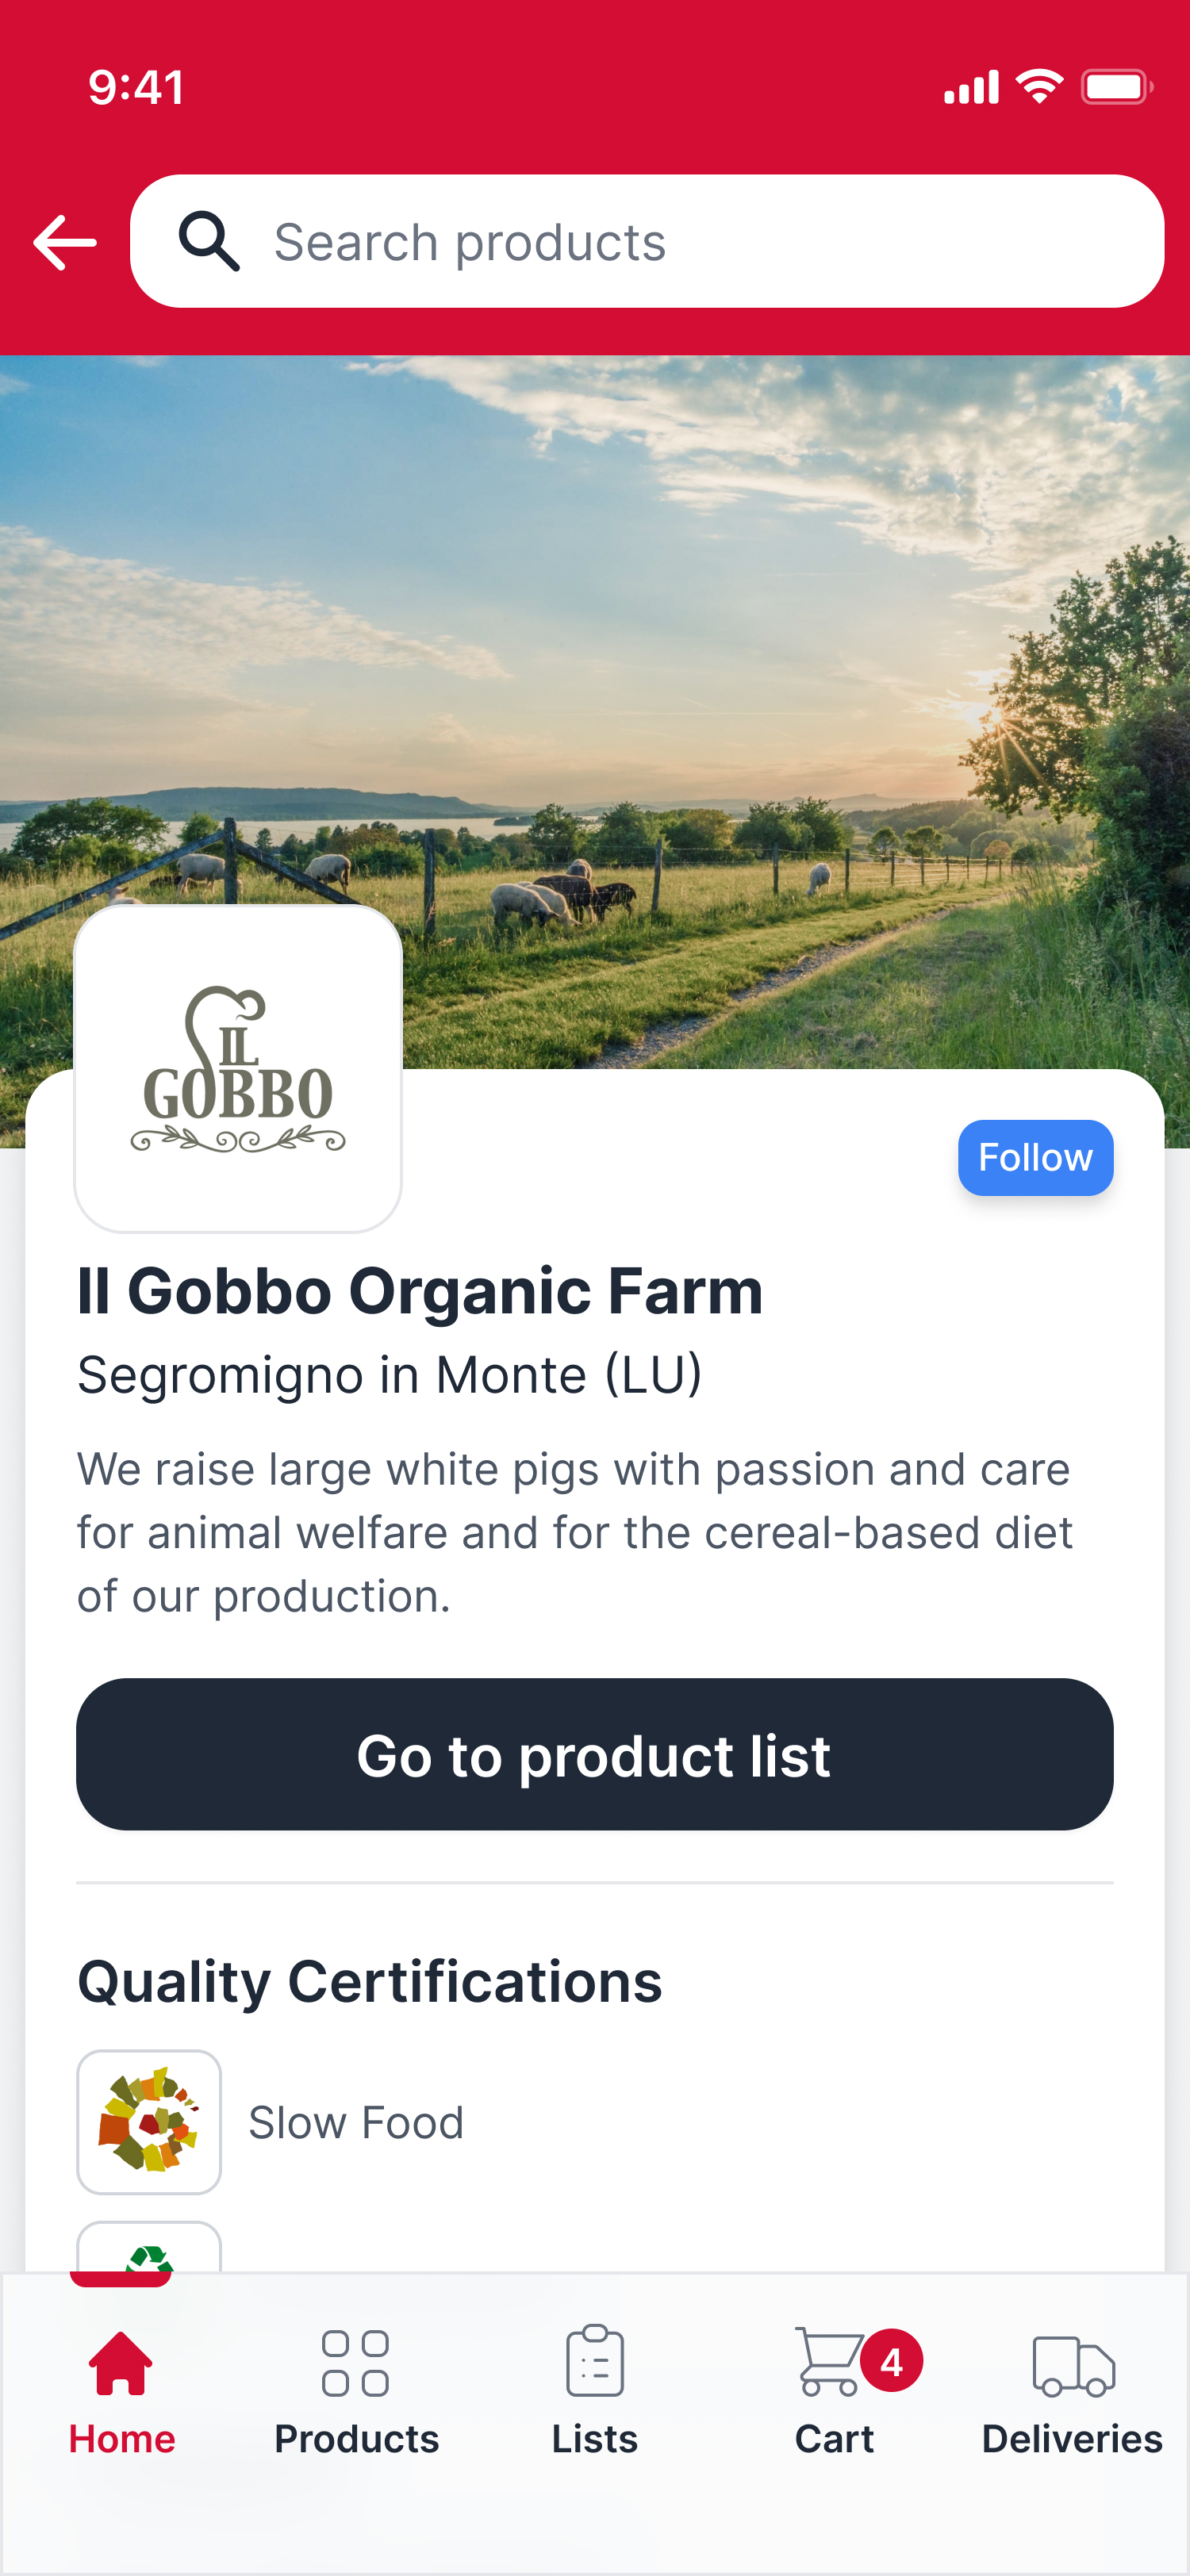 9:41
Search products
IL
GOBBO
Follow
Il Gobbo Organic Farm
Segromigno in Monte (LU)
We raise large white pigs with passion and care
for animal welfare and for the cereal-based diet
of our production.
Go to product list
Quality Certifications
Slow Food
4
Home
Products
Lists
Cart
Deliveries